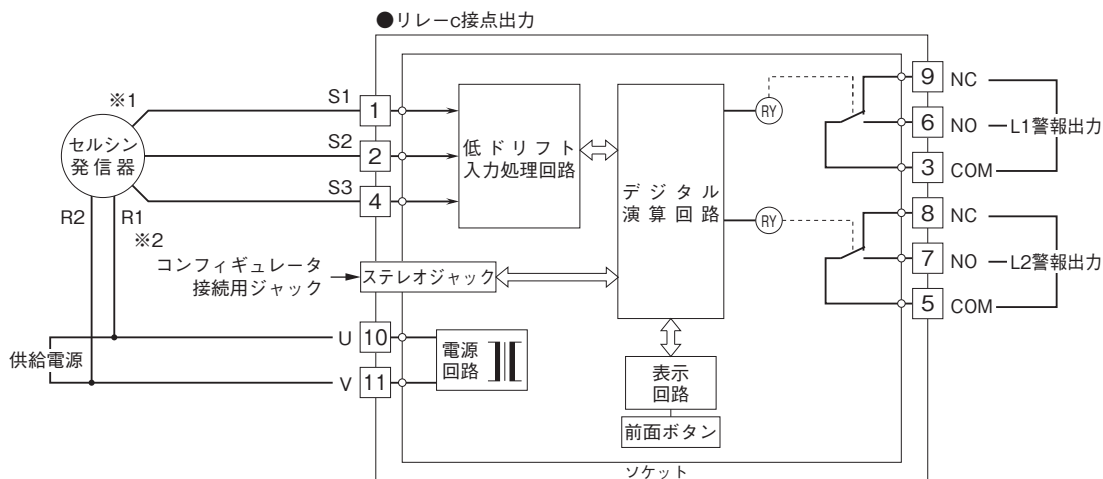 ●リレーc接点出力
※1
セルシン
発信器
S1
1
S2
2
S3
4
R2
R1
※2
低ドリフト
入力処理回路
デジタル
演算回路
RY
RY
9
NC
6
NO
L1警報出力
3
COM
8
NC
7
NO
L2警報出力
5
COM
コンフィギュレータ
接続用ジャック
ステレオジャック
供給電源
U
10
V
11
電源
回路
表示
回路
前面ボタン
ソケット